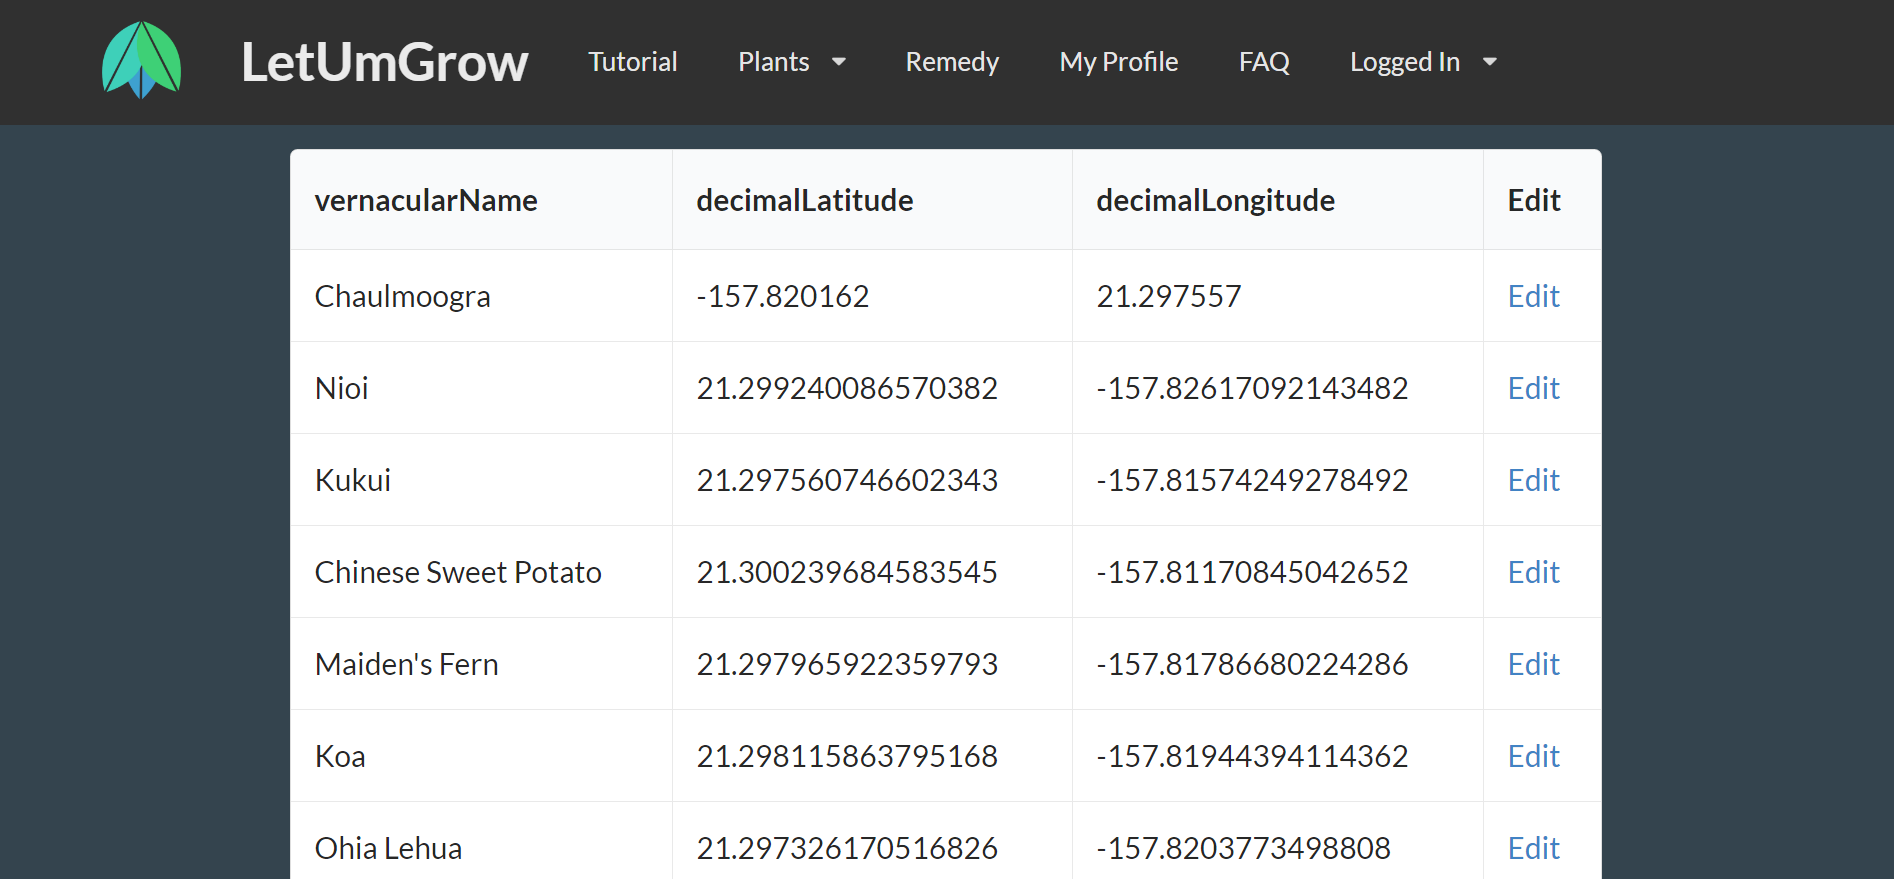 LetUmGrow Tutorial Plants Remedy My Profile FAQ Logged In
vernacularName decimalLatitude decimalLongitude Edit
Chaulmoogra -157.820162 21.297557 Edit
Nioi 21.299240086570382 -157.82617092143482 Edit
Kukui 21.297560746602343 -157.81574249278492 Edit
Chinese Sweet Potato 21.300239684583545 -157.81170845042652 Edit
Maiden's Fern 21.297965922359793 -157.81786680224286 Edit
Koa 21.298115863795168 -157.81944394114362 Edit
Ohia Lehua 21.297326170516826 -157.8203773498808 Edit